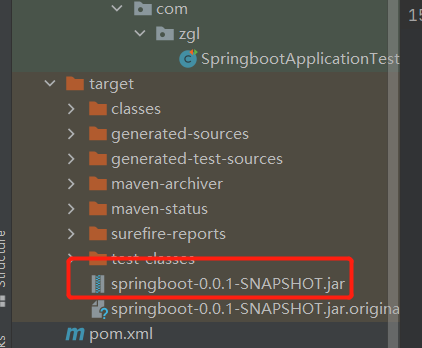 com
15
zgl
SpringbootApplicationTest
target
classes
generated-sources
generated-test-sources
maven-archiver
maven-status
surefire-reports
test-classes
springboot-0.0.1-SNAPSHOT.jar
springboot-0.0.1-SNAPSHOT.jar.origina
pom.xml
Structure